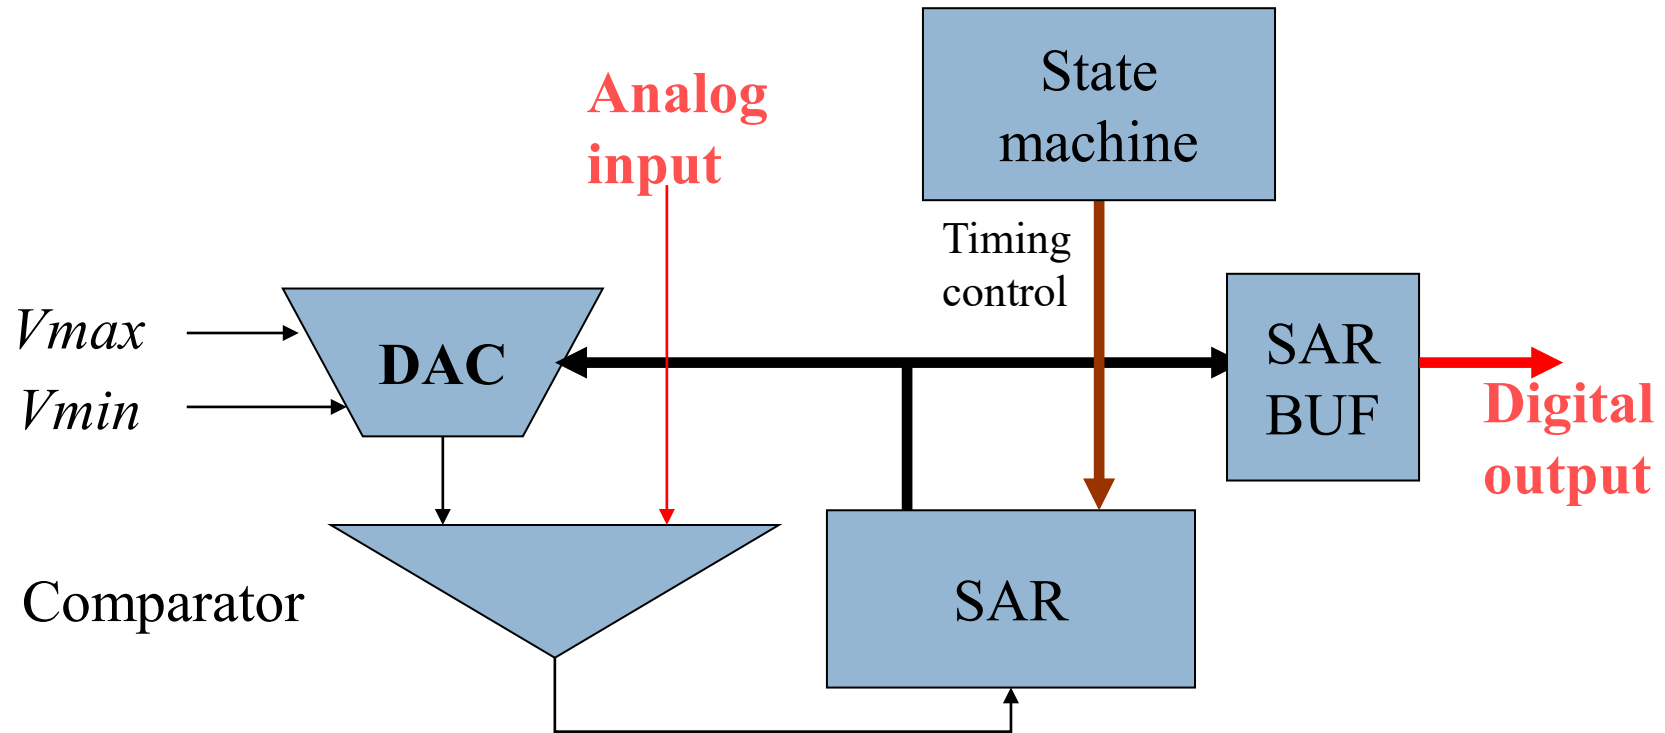 State
machine
Analog
input
Timing
control
Vmax
DAC
Vmin
SAR
BUF
Digital
output
Comparator
SAR